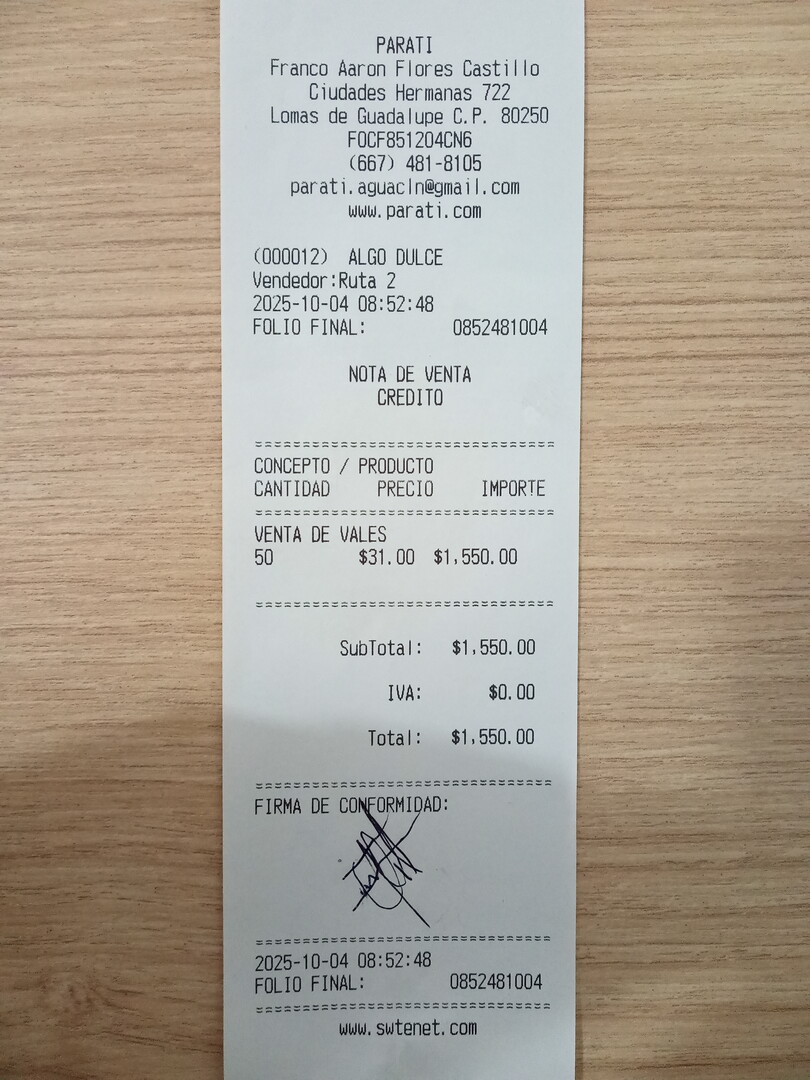 PARATI
Franco Aaron Flores Castillo
Ciudades Hermanas 722
Lomas de Guadalupe C.P. 80250
FOCF851204CN6
(667) 481-8105
parati.aguacln@gmail.com
www.parati.com
(000012) ALGO DULCE
Vendedor:Ruta 2
2025-10-04 08:52:48
FOLIO FINAL: 0852481004
NOTA DE VENTA
CREDITO
CONCEPTO / PRODUCTO
CANTIDAD PRECIO IMPORTE
VENTA DE VALES
50 $31.00 $1,550.00
SubTotal: $1,550.00
IVA: $0.00
Total: $1,550.00
FIRMA DE CONFORMIDAD:
2025-10-04 08:52:48
FOLIO FINAL: 0852481004
www.swtenet.com